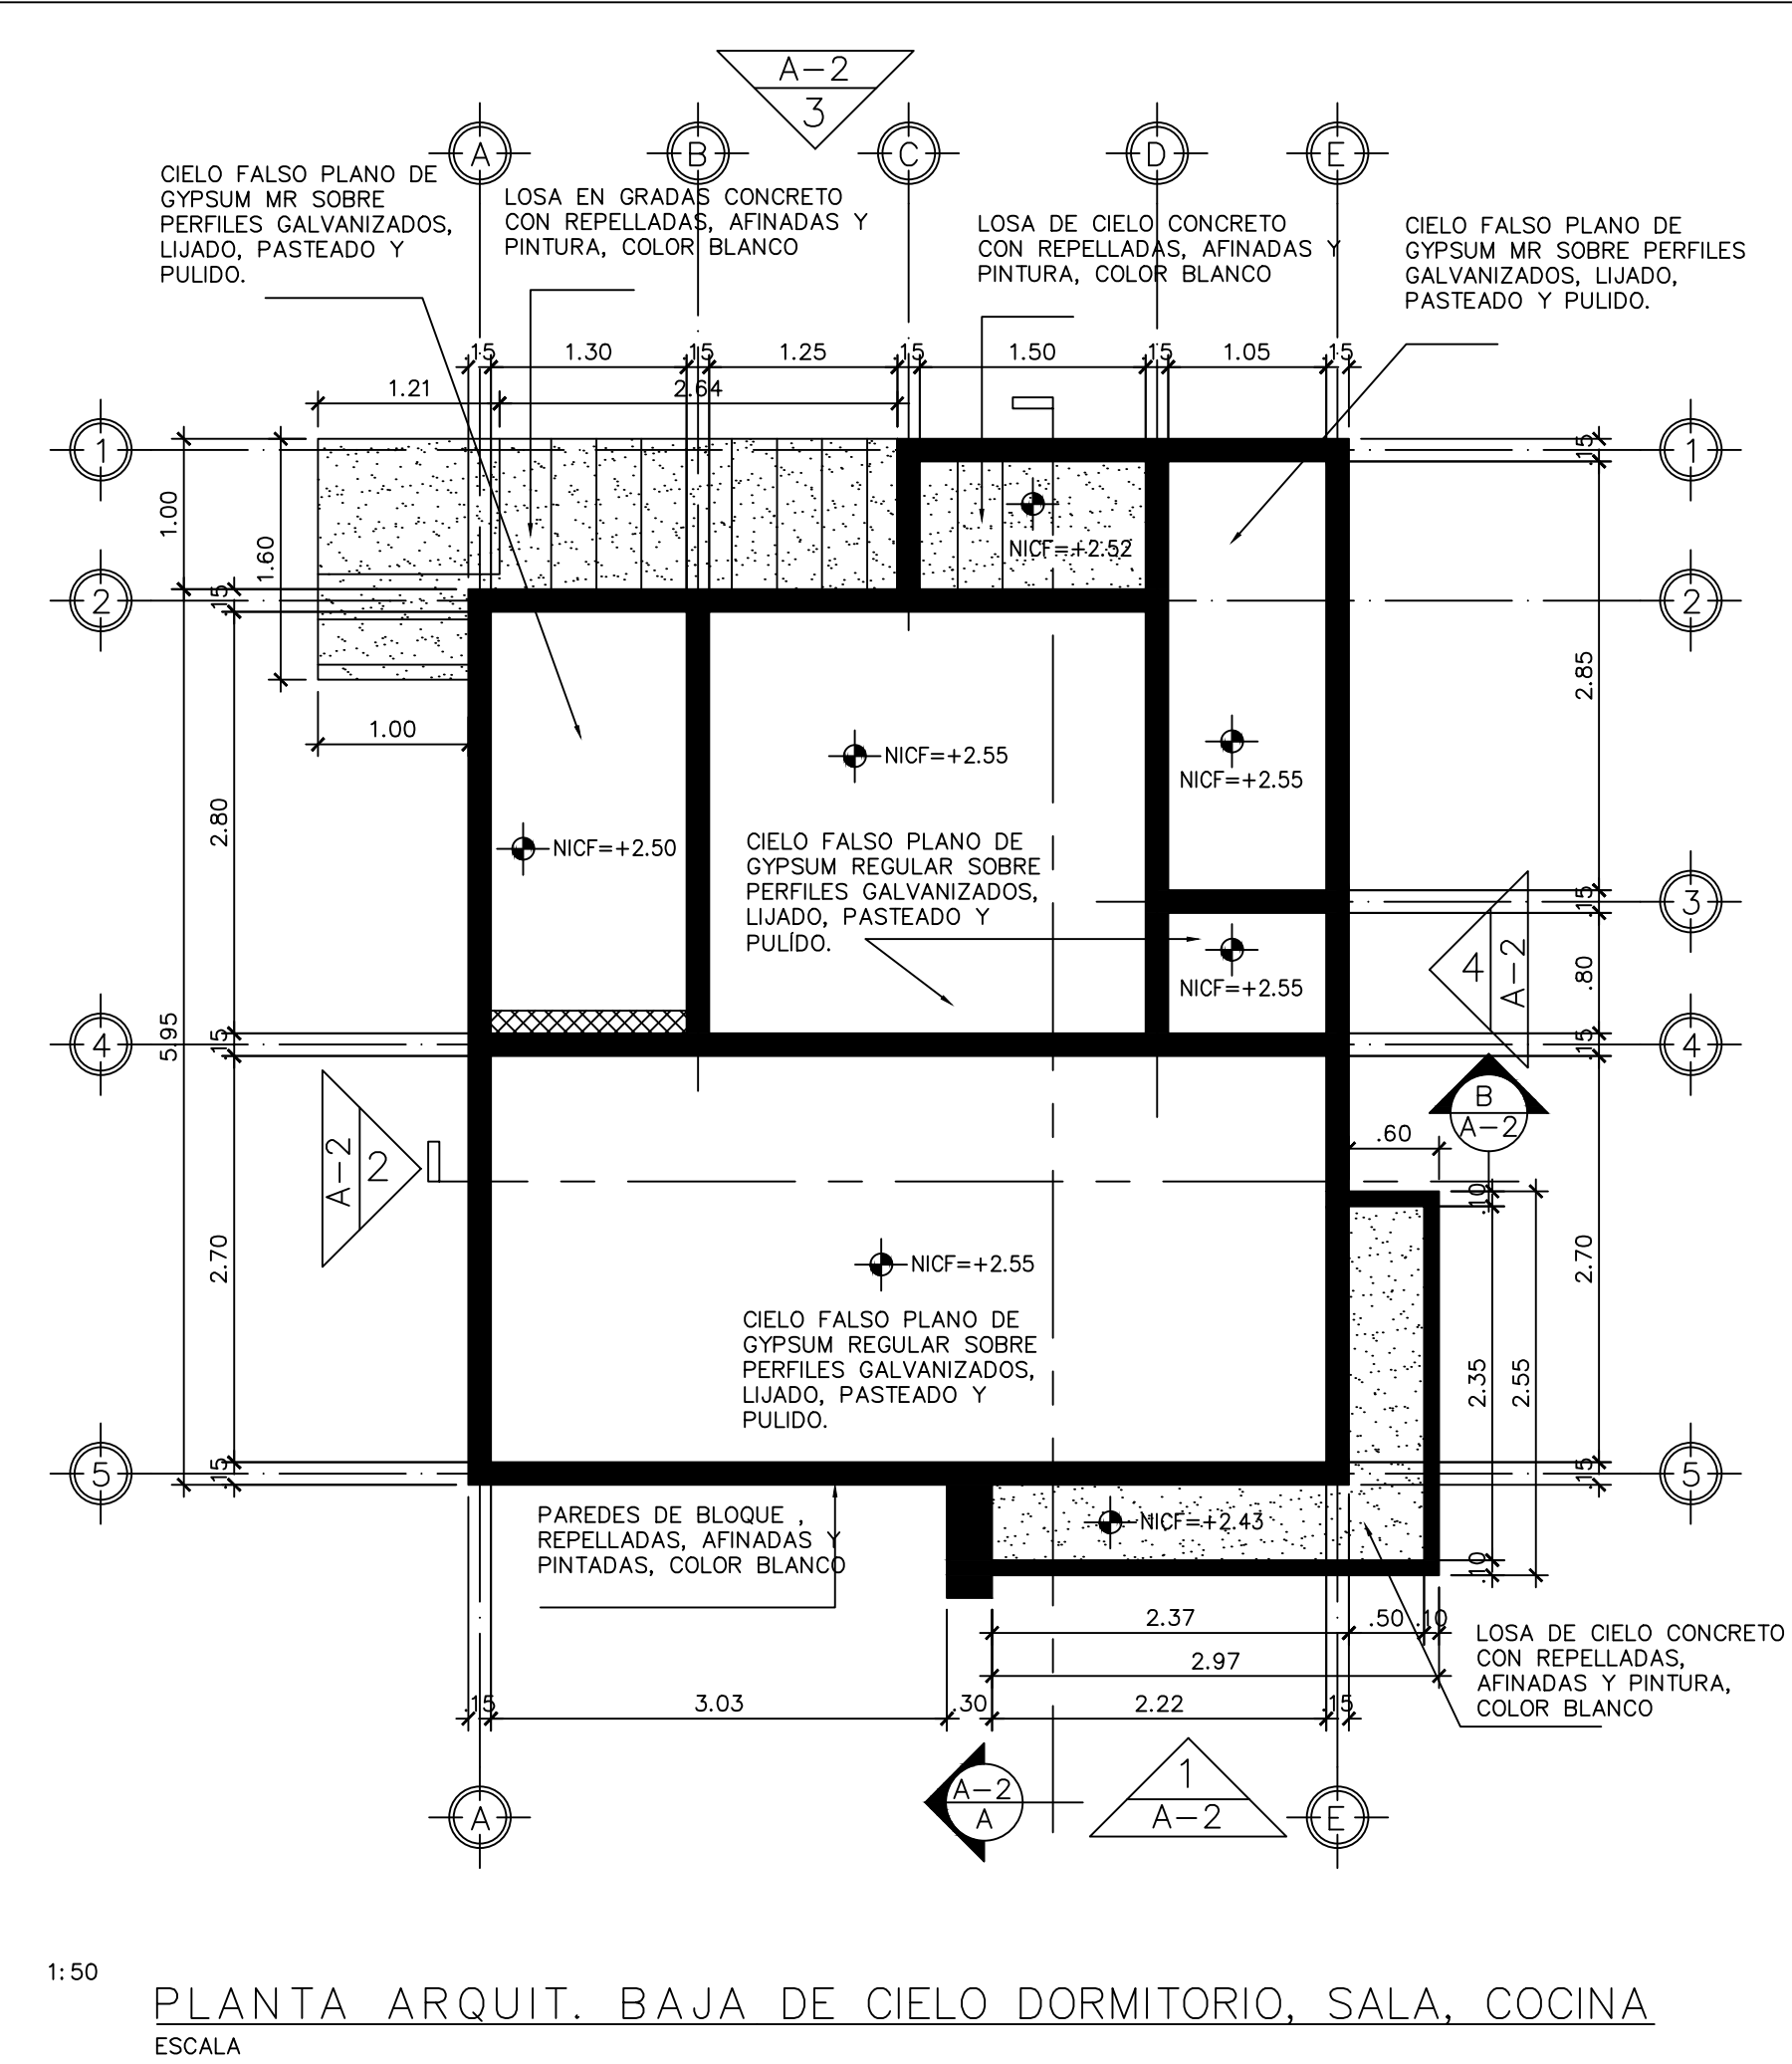 A-2
3
A
B
C
D
E
CIELO FALSO PLANO DE
GYPSUM MR SOBRE
PERFILES GALVANIZADOS,
LIJADO, PASTEADO Y
PULIDO.
LOSA EN GRADAS CONCRETO
CON REPELLADAS, AFINADAS Y
PINTURA, COLOR BLANCO
LOSA DE CIELO CONCRETO
CON REPELLADAS, AFINADAS Y
PINTURA, COLOR BLANCO
CIELO FALSO PLANO DE
GYPSUM MR SOBRE PERFILES
GALVANIZADOS, LIJADO,
PASTEADO Y PULIDO.
.15 1.30 .15 1.25 .15 1.50 .15 1.05 .15
1.21 2.64
1
1
.15
1.00
1.60
NICF=+2.52
2
2
.15
2.85
1.00
NICF=+2.55
NICF=+2.55
2.80
NICF=+2.50
CIELO FALSO PLANO DE
GYPSUM REGULAR SOBRE
PERFILES GALVANIZADOS,
LIJADO, PASTEADO Y
PULÍDO.
3
.15
4
A-2
.80
NICF=+2.55
5.95
4
4
.15
.15
B
A-2
.60
A-2
2
.10
2.70
2.70
NICF=+2.55
CIELO FALSO PLANO DE
GYPSUM REGULAR SOBRE
PERFILES GALVANIZADOS,
LIJADO, PASTEADO Y
PULIDO.
2.35
2.55
5
5
.15
.15
PAREDES DE BLOQUE ,
REPELLADAS, AFINADAS Y
PINTADAS, COLOR BLANCO
NICF=+2.43
.10
2.37 .50 .10
2.97
LOSA DE CIELO CONCRETO
CON REPELLADAS,
AFINADAS Y PINTURA,
COLOR BLANCO
.15 3.03 .30 2.22 .15
A-2
A
1
A-2
A
E
1:50
PLANTA ARQUIT. BAJA DE CIELO DORMITORIO, SALA, COCINA
ESCALA